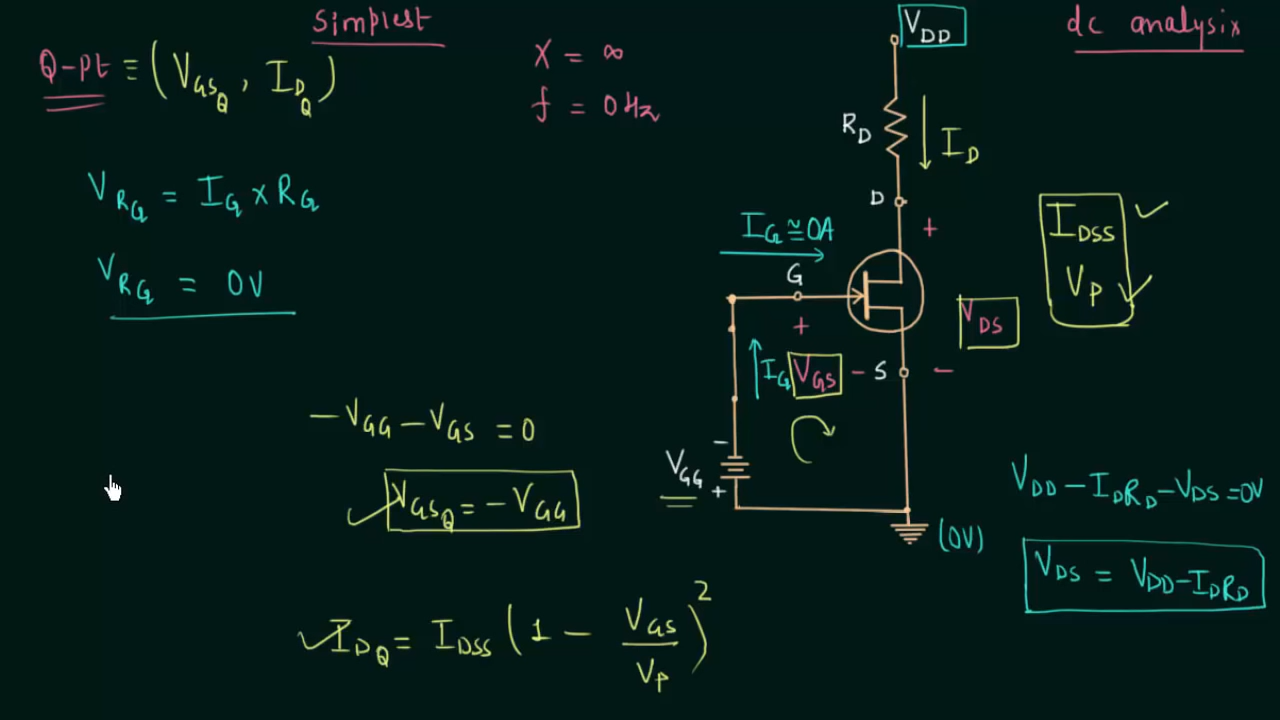 simplest
dc analysis
Q-pt ≡ (V_GSQ, I_DQ)
X = ∞
f = 0Hz
V_RG = I_G x R_G
V_RG = 0V
-V_GG - V_GS = 0
V_GSQ = -V_GG
I_DQ = I_DSS (1 - V_GS/V_P)^2
V_DD
R_D
I_D
D
+
I_G ≅ 0A
G
+
I_G
V_GS
-
S
-
V_DS
I_DSS
V_P
V_GG
-
+
(0V)
V_DD - I_D R_D - V_DS = 0V
V_DS = V_DD - I_D R_D